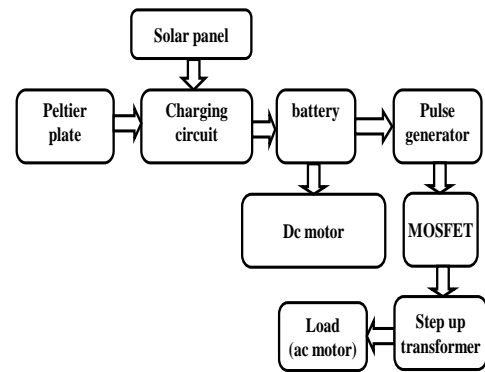 Solar panel
Peltier
plate
Charging
circuit
battery
Pulse
generator
Dc motor
MOSFET
Load
(ac motor)
Step up
transformer